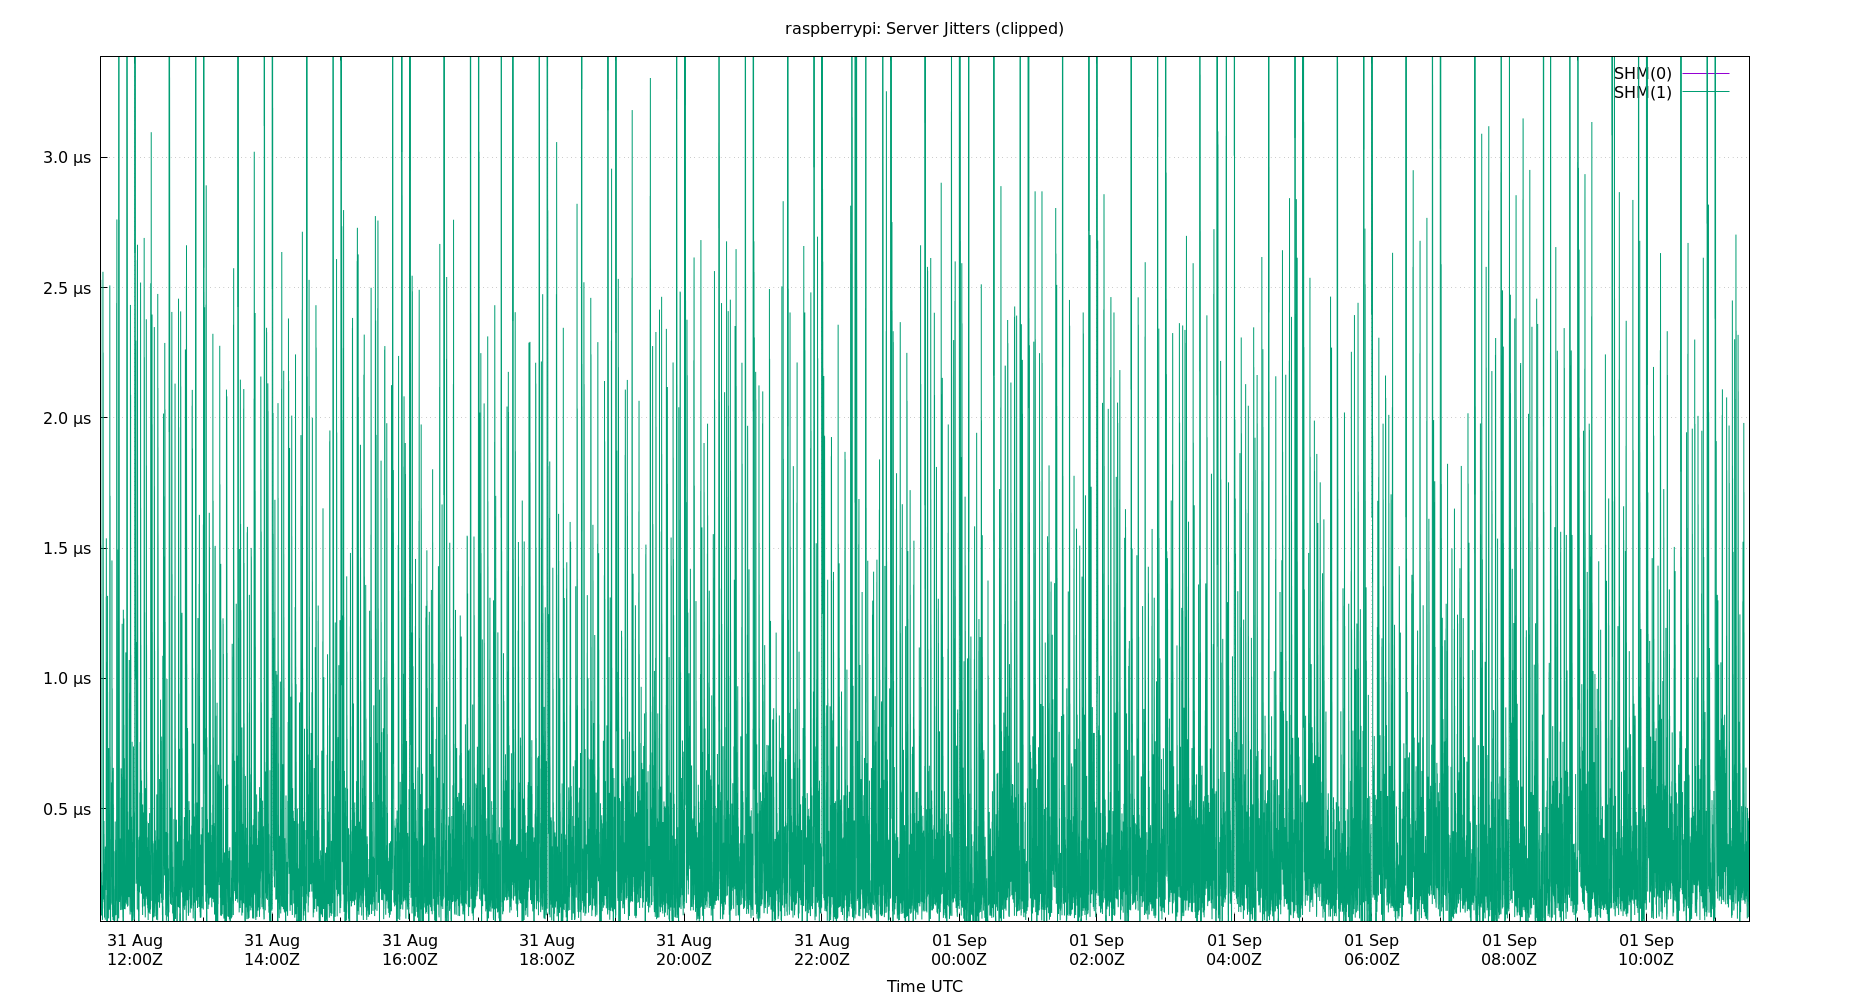 raspberrypi: Server Jitters (clipped)
SHM(0)
SHM(1)
3.0 µs
2.5 µs
2.0 µs
1.5 µs
1.0 µs
0.5 µs
31 Aug 31 Aug 31 Aug 31 Aug 31 Aug 31 Aug 01 Sep 01 Sep 01 Sep 01 Sep 01 Sep 01 Sep
12:00Z 14:00Z 16:00Z 18:00Z 20:00Z 22:00Z 00:00Z 02:00Z 04:00Z 06:00Z 08:00Z 10:00Z
Time UTC